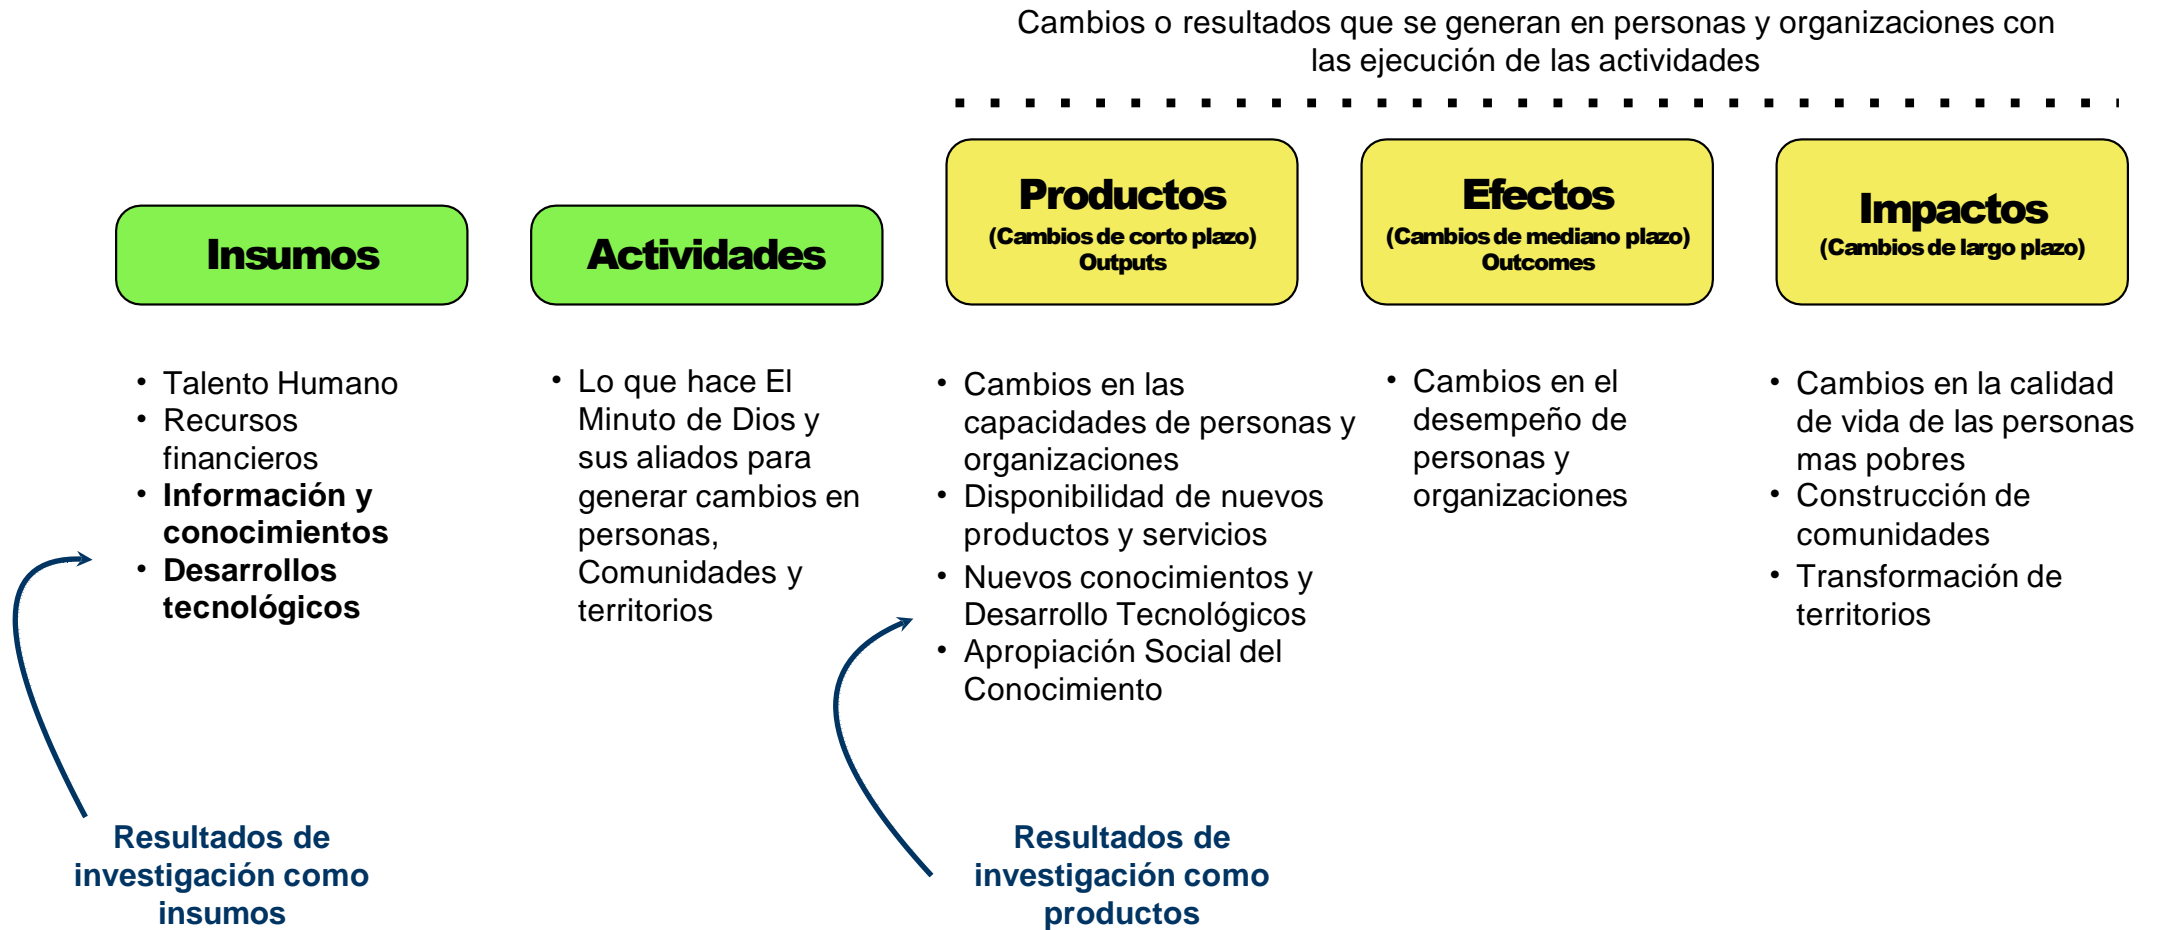 Cambios o resultados que se generan en personas y organizaciones con
las ejecución de las actividades
Insumos
Actividades
Productos
(Cambios de corto plazo)
Outputs
Efectos
(Cambios de mediano plazo)
Outcomes
Impactos
(Cambios de largo plazo)
• Talento Humano
• Recursos
financieros
• Información y
conocimientos
• Desarrollos
tecnológicos
• Lo que hace El
Minuto de Dios y
sus aliados para
generar cambios en
personas,
Comunidades y
territorios
• Cambios en las
capacidades de personas y
organizaciones
• Disponibilidad de nuevos
productos y servicios
• Nuevos conocimientos y
Desarrollo Tecnológicos
• Apropiación Social del
Conocimiento
• Cambios en el
desempeño de
personas y
organizaciones
• Cambios en la calidad
de vida de las personas
mas pobres
• Construcción de
comunidades
• Transformación de
territorios
Resultados de
investigación como
insumos
Resultados de
investigación como
productos